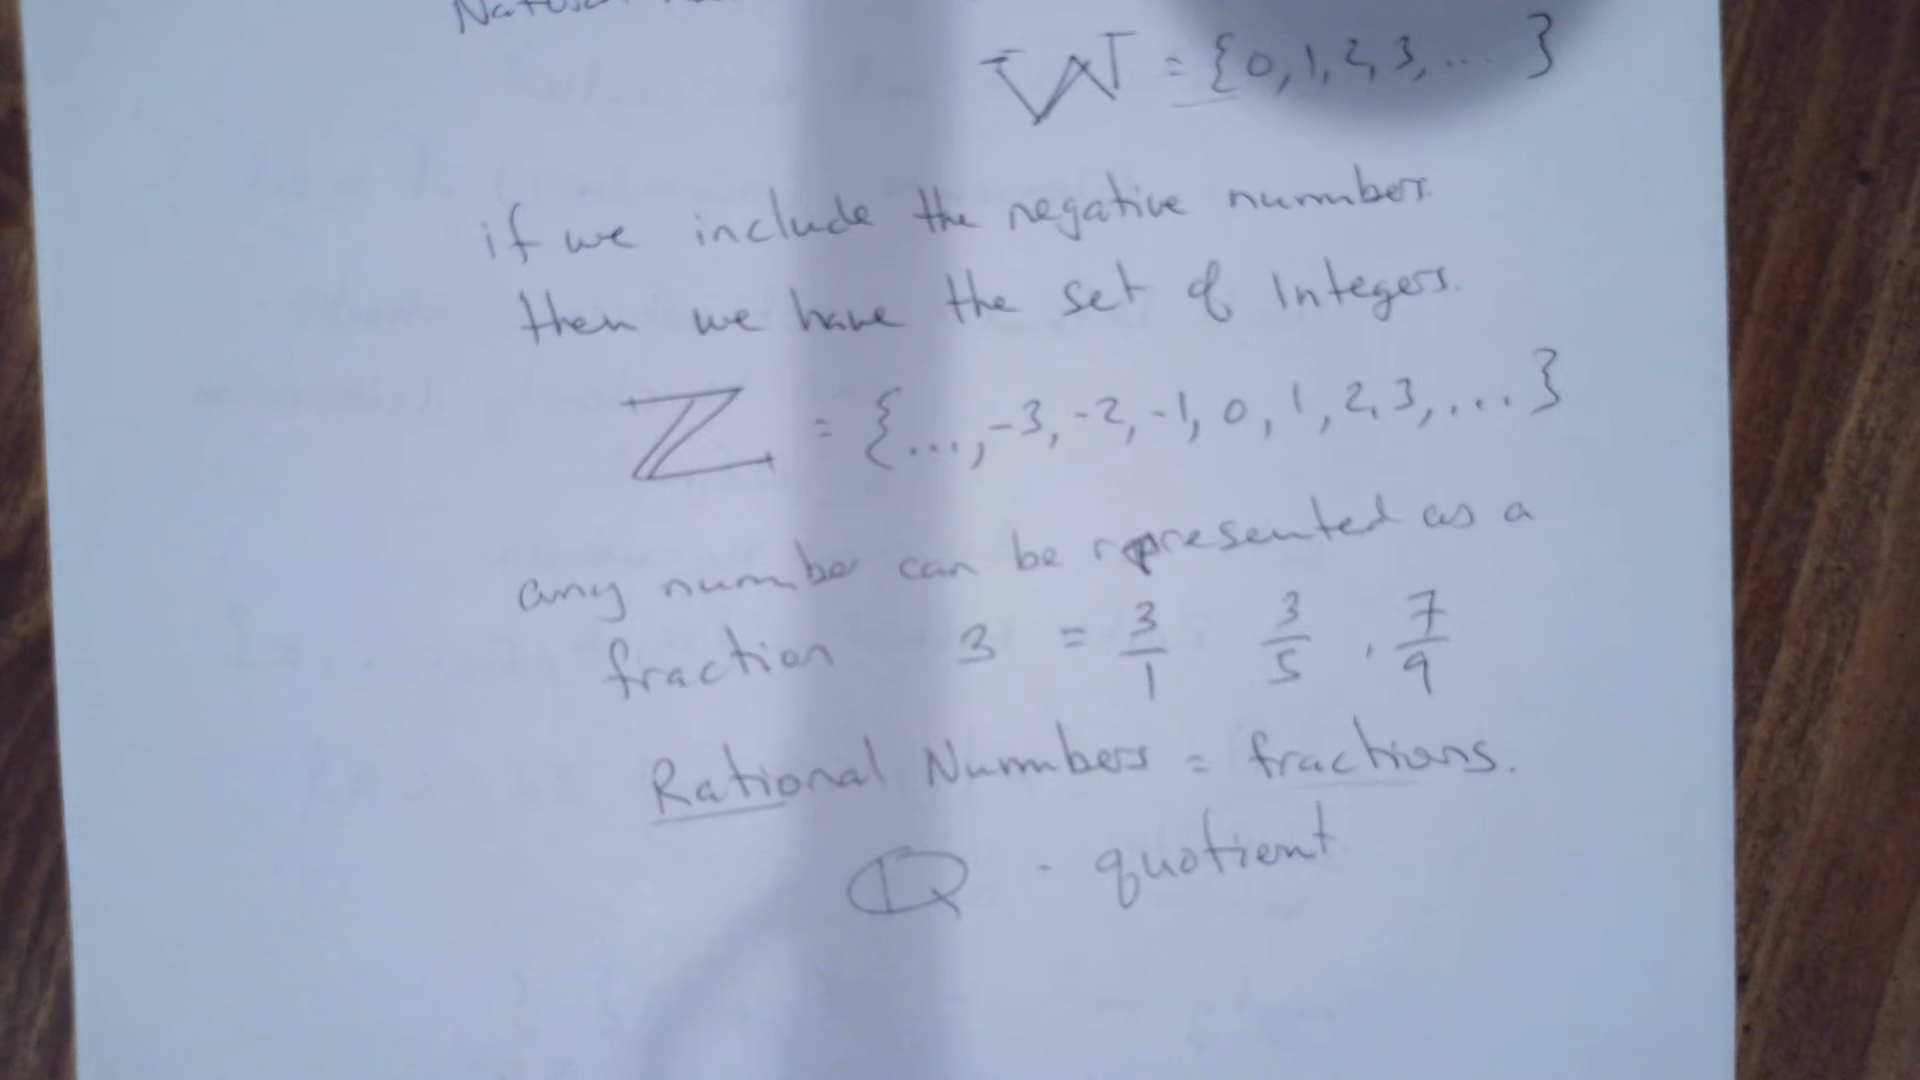 Natural
W = {0, 1, 2, 3, ... }
if we include the negative numbers
then we have the set of Integers.
Z = {..., -3, -2, -1, 0, 1, 2, 3, ... }
any number can be represented as a
fraction 3 = 3/1 3/5 , 7/9
Rational Numbers = fractions.
Q - quotient